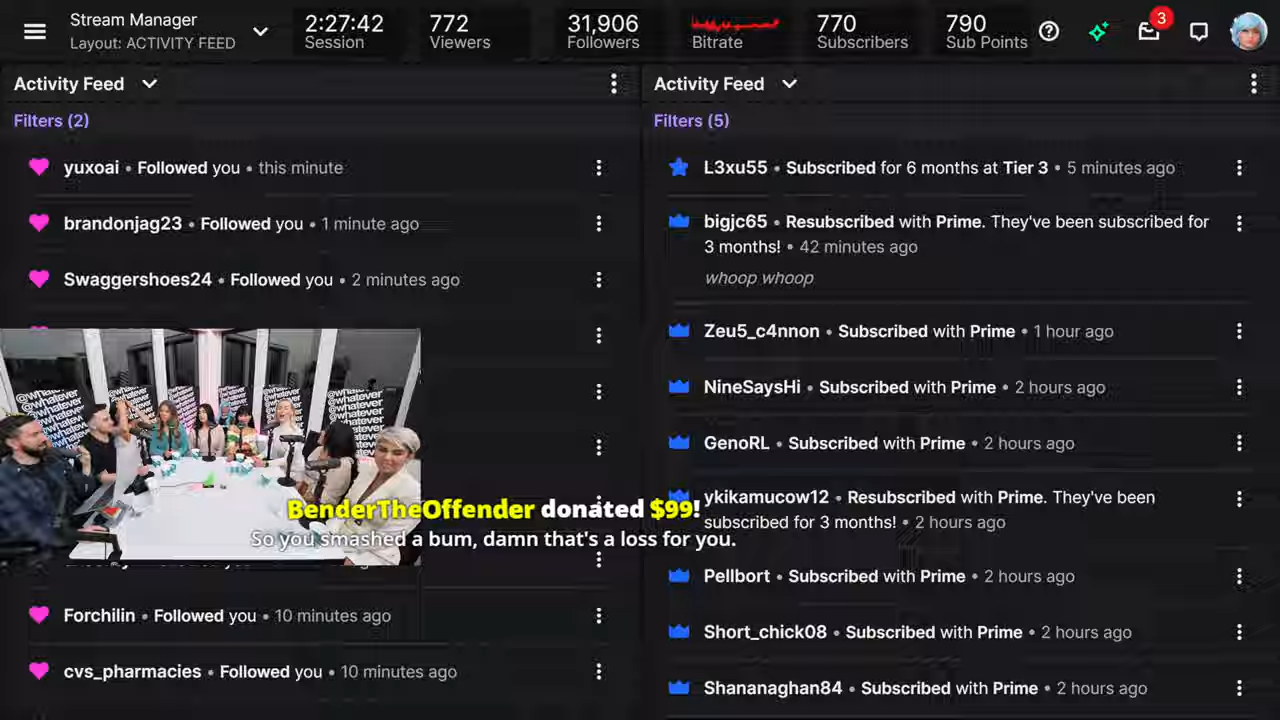 Stream Manager
Layout: ACTIVITY FEED
2:27:42
Session
772
Viewers
31,906
Followers
Bitrate
770
Subscribers
790
Sub Points
3
Activity Feed
Filters (2)
yuxoai • Followed you • this minute
brandonjag23 • Followed you • 1 minute ago
Swaggershoes24 • Followed you • 2 minutes ago
@whatever
@whatever
@whatever
@whatever
BenderTheOffender donated $99!
So you smashed a bum, damn that's a loss for you.
Forchilin • Followed you • 10 minutes ago
cvs_pharmacies • Followed you • 10 minutes ago
Activity Feed
Filters (5)
L3xu55 • Subscribed for 6 months at Tier 3 • 5 minutes ago
bigjc65 • Resubscribed with Prime. They've been subscribed for
3 months! • 42 minutes ago
whoop whoop
Zeu5_c4nnon • Subscribed with Prime • 1 hour ago
NineSaysHi • Subscribed with Prime • 2 hours ago
GenoRL • Subscribed with Prime • 2 hours ago
ykikamucow12 • Resubscribed with Prime. They've been
subscribed for 3 months! • 2 hours ago
Pellbort • Subscribed with Prime • 2 hours ago
Short_chick08 • Subscribed with Prime • 2 hours ago
Shananaghan84 • Subscribed with Prime • 2 hours ago